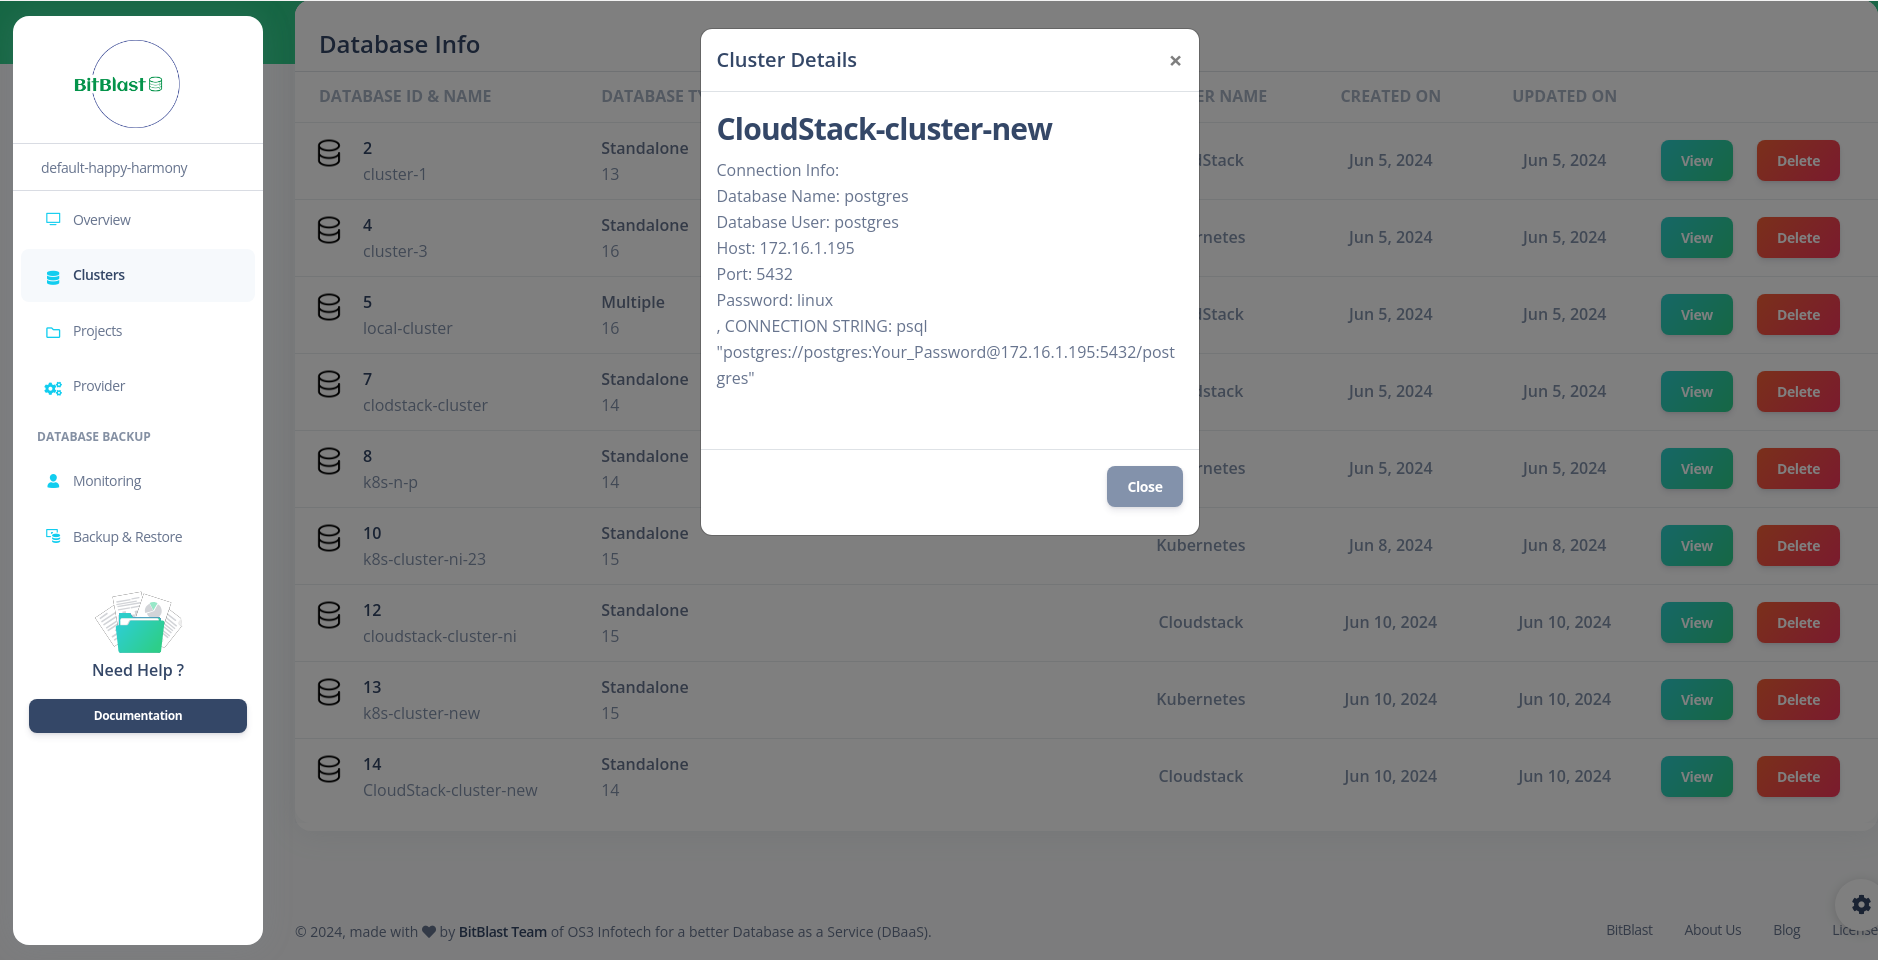 BitBlast
default-happy-harmony
Overview
Clusters
Projects
Provider
DATABASE BACKUP
Monitoring
Backup & Restore
Need Help ?
Documentation
Database Info
DATABASE ID & NAME DATABASE TY ER NAME CREATED ON UPDATED ON
2 Standalone
cluster-1 13 dStack Jun 5, 2024 Jun 5, 2024 View Delete
4 Standalone
cluster-3 16 rnetes Jun 5, 2024 Jun 5, 2024 View Delete
5 Multiple
local-cluster 16 dStack Jun 5, 2024 Jun 5, 2024 View Delete
7 Standalone
clodstack-cluster 14 dstack Jun 5, 2024 Jun 5, 2024 View Delete
8 Standalone
k8s-n-p 14 rnetes Jun 5, 2024 Jun 5, 2024 View Delete
10 Standalone
k8s-cluster-ni-23 15 Kubernetes Jun 8, 2024 Jun 8, 2024 View Delete
12 Standalone
cloudstack-cluster-ni 15 Cloudstack Jun 10, 2024 Jun 10, 2024 View Delete
13 Standalone
k8s-cluster-new 15 Kubernetes Jun 10, 2024 Jun 10, 2024 View Delete
14 Standalone
CloudStack-cluster-new 14 Cloudstack Jun 10, 2024 Jun 10, 2024 View Delete
Cluster Details ×
CloudStack-cluster-new
Connection Info:
Database Name: postgres
Database User: postgres
Host: 172.16.1.195
Port: 5432
Password: linux
, CONNECTION STRING: psql
"postgres://postgres:Your_Password@172.16.1.195:5432/post
gres"
Close
© 2024, made with by BitBlast Team of OS3 Infotech for a better Database as a Service (DBaaS).
BitBlast About Us Blog License